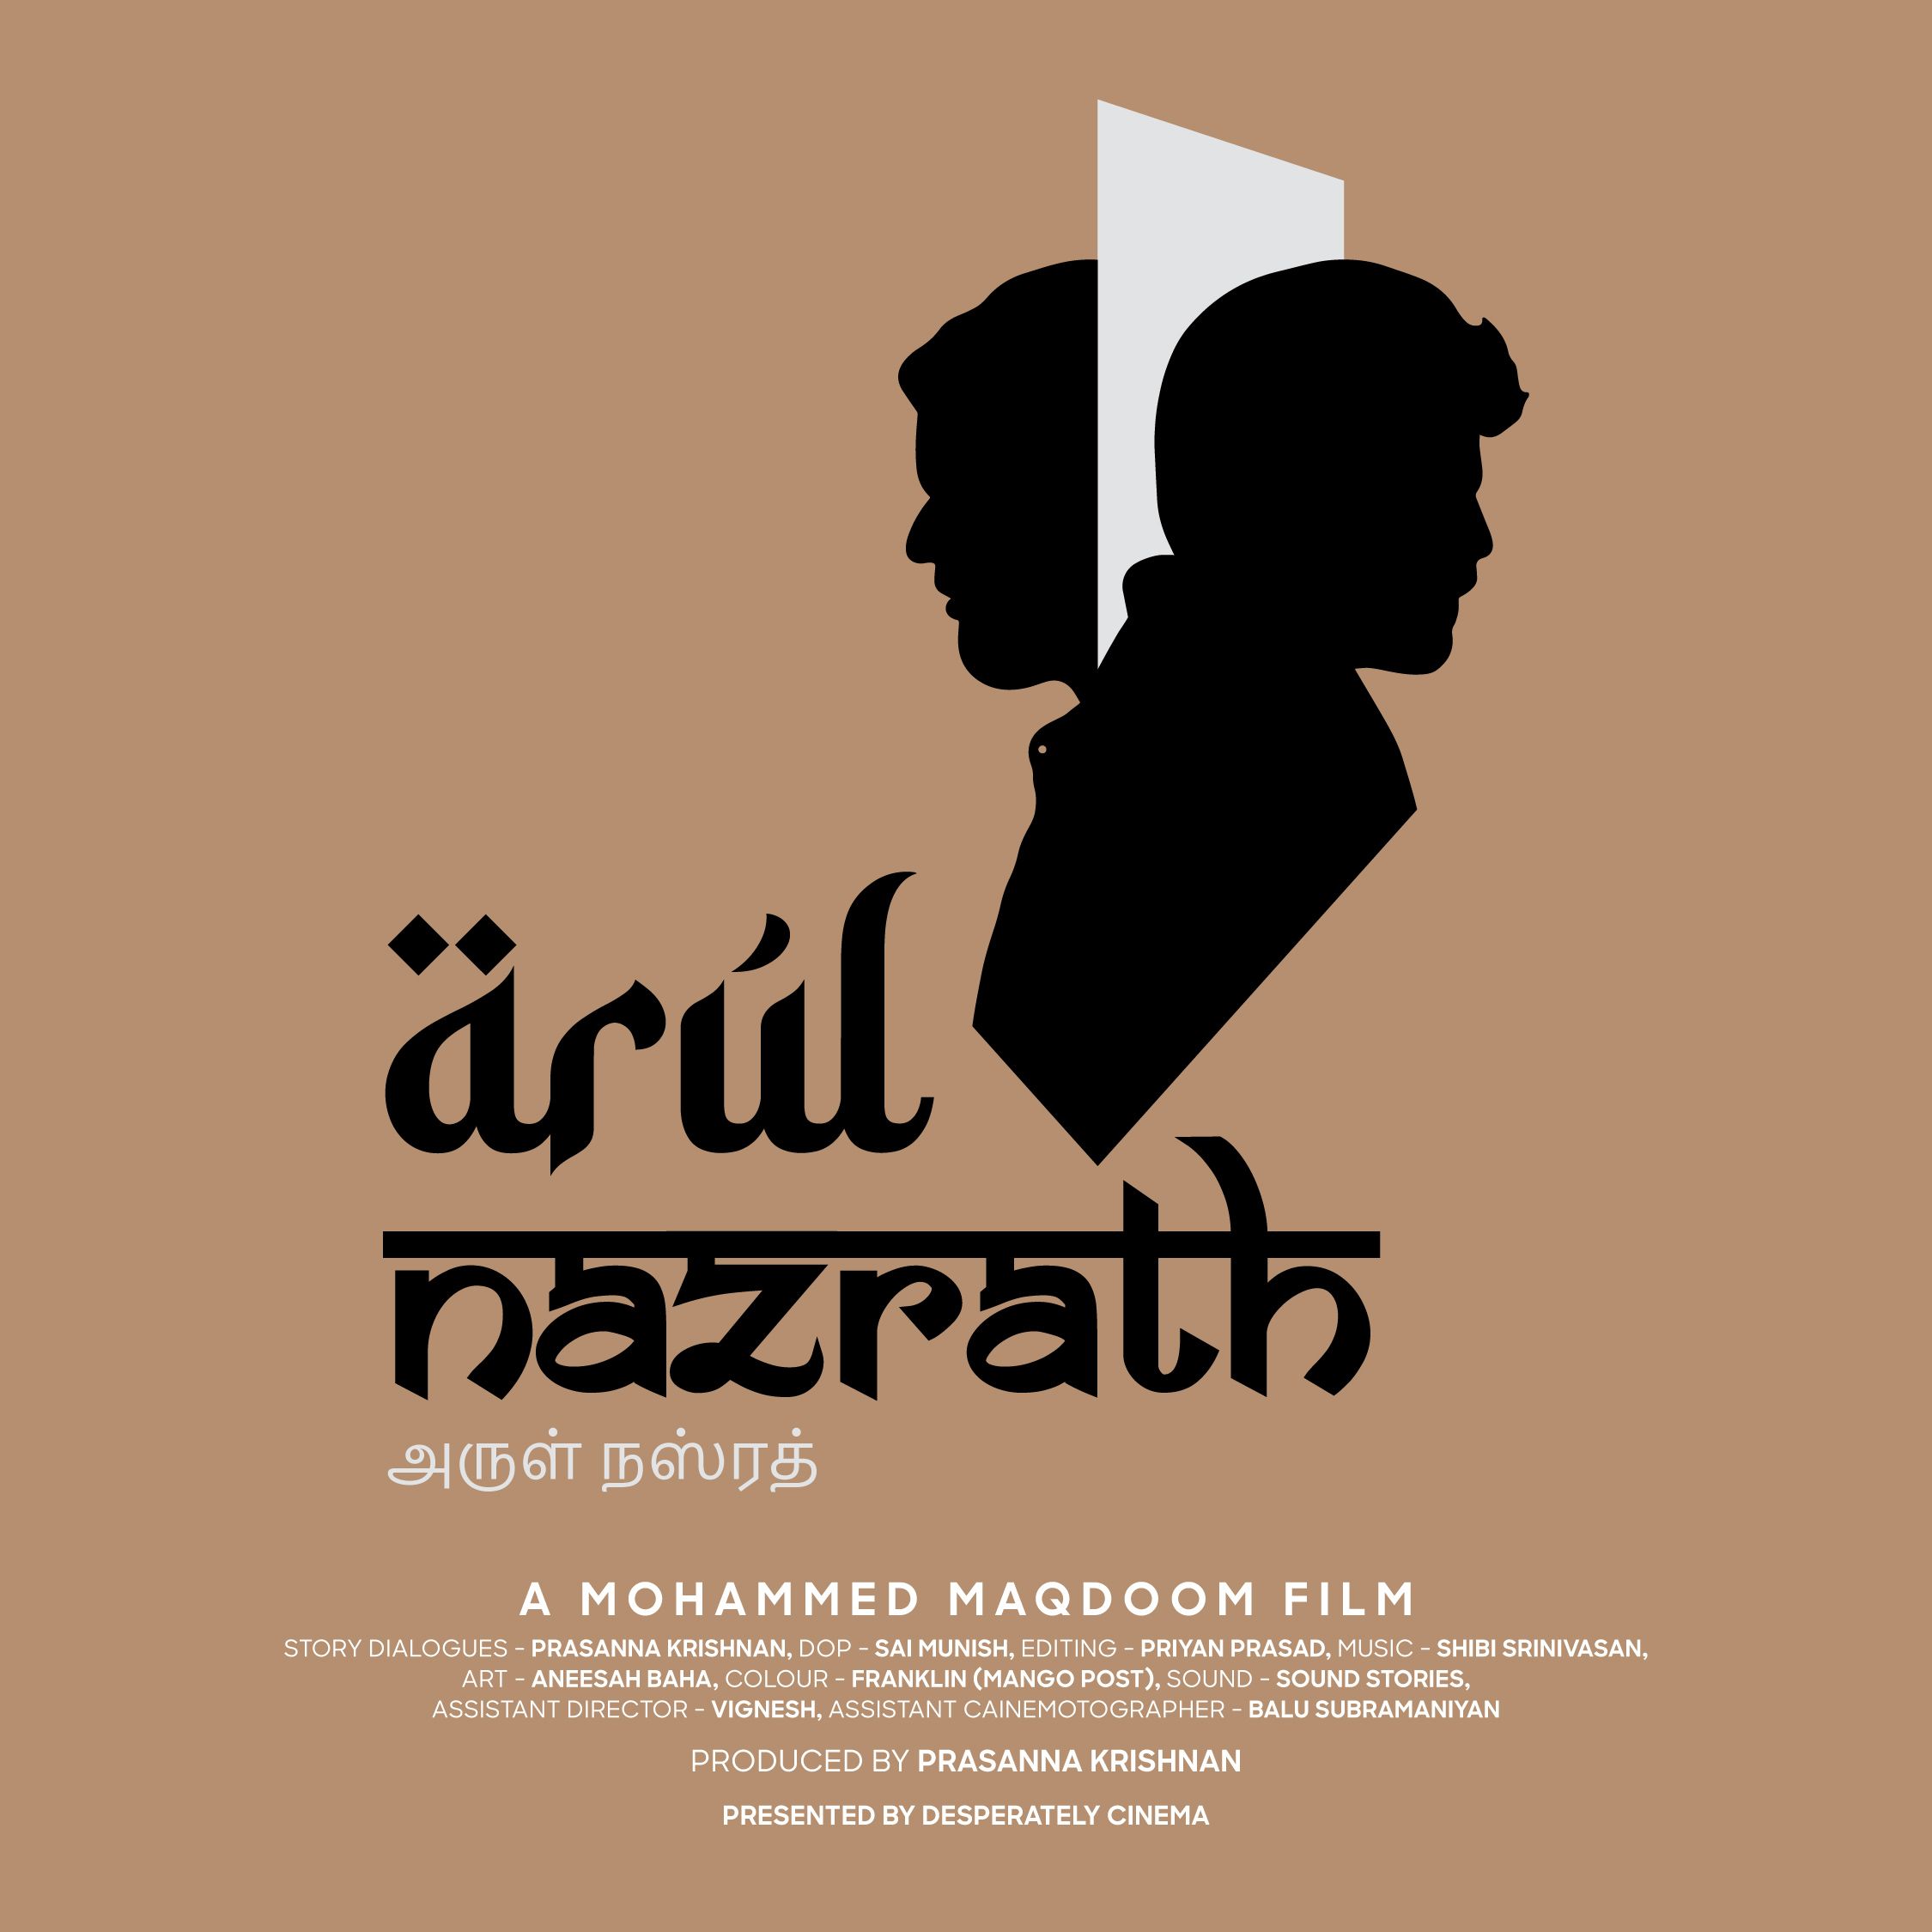 ärúl
nazrath
அருள் நஸ்ரத்
A MOHAMMED MAQDOOM FILM
STORY DIALOGUES - PRASANNA KRISHNAN, DOP - SAI MUNISH, EDITING - PRIYAN PRASAD, MUSIC - SHIBI SRINIVASAN,
ART - ANEESAH BAHA, COLOUR - FRANKLIN (MANGO POST), SOUND - SOUND STORIES,
ASSISTANT DIRECTOR - VIGNESH, ASSISTANT CAINEMOTOGRAPHER - BALU SUBRAMANIYAN
PRODUCED BY PRASANNA KRISHNAN
PRESENTED BY DESPERATELY CINEMA